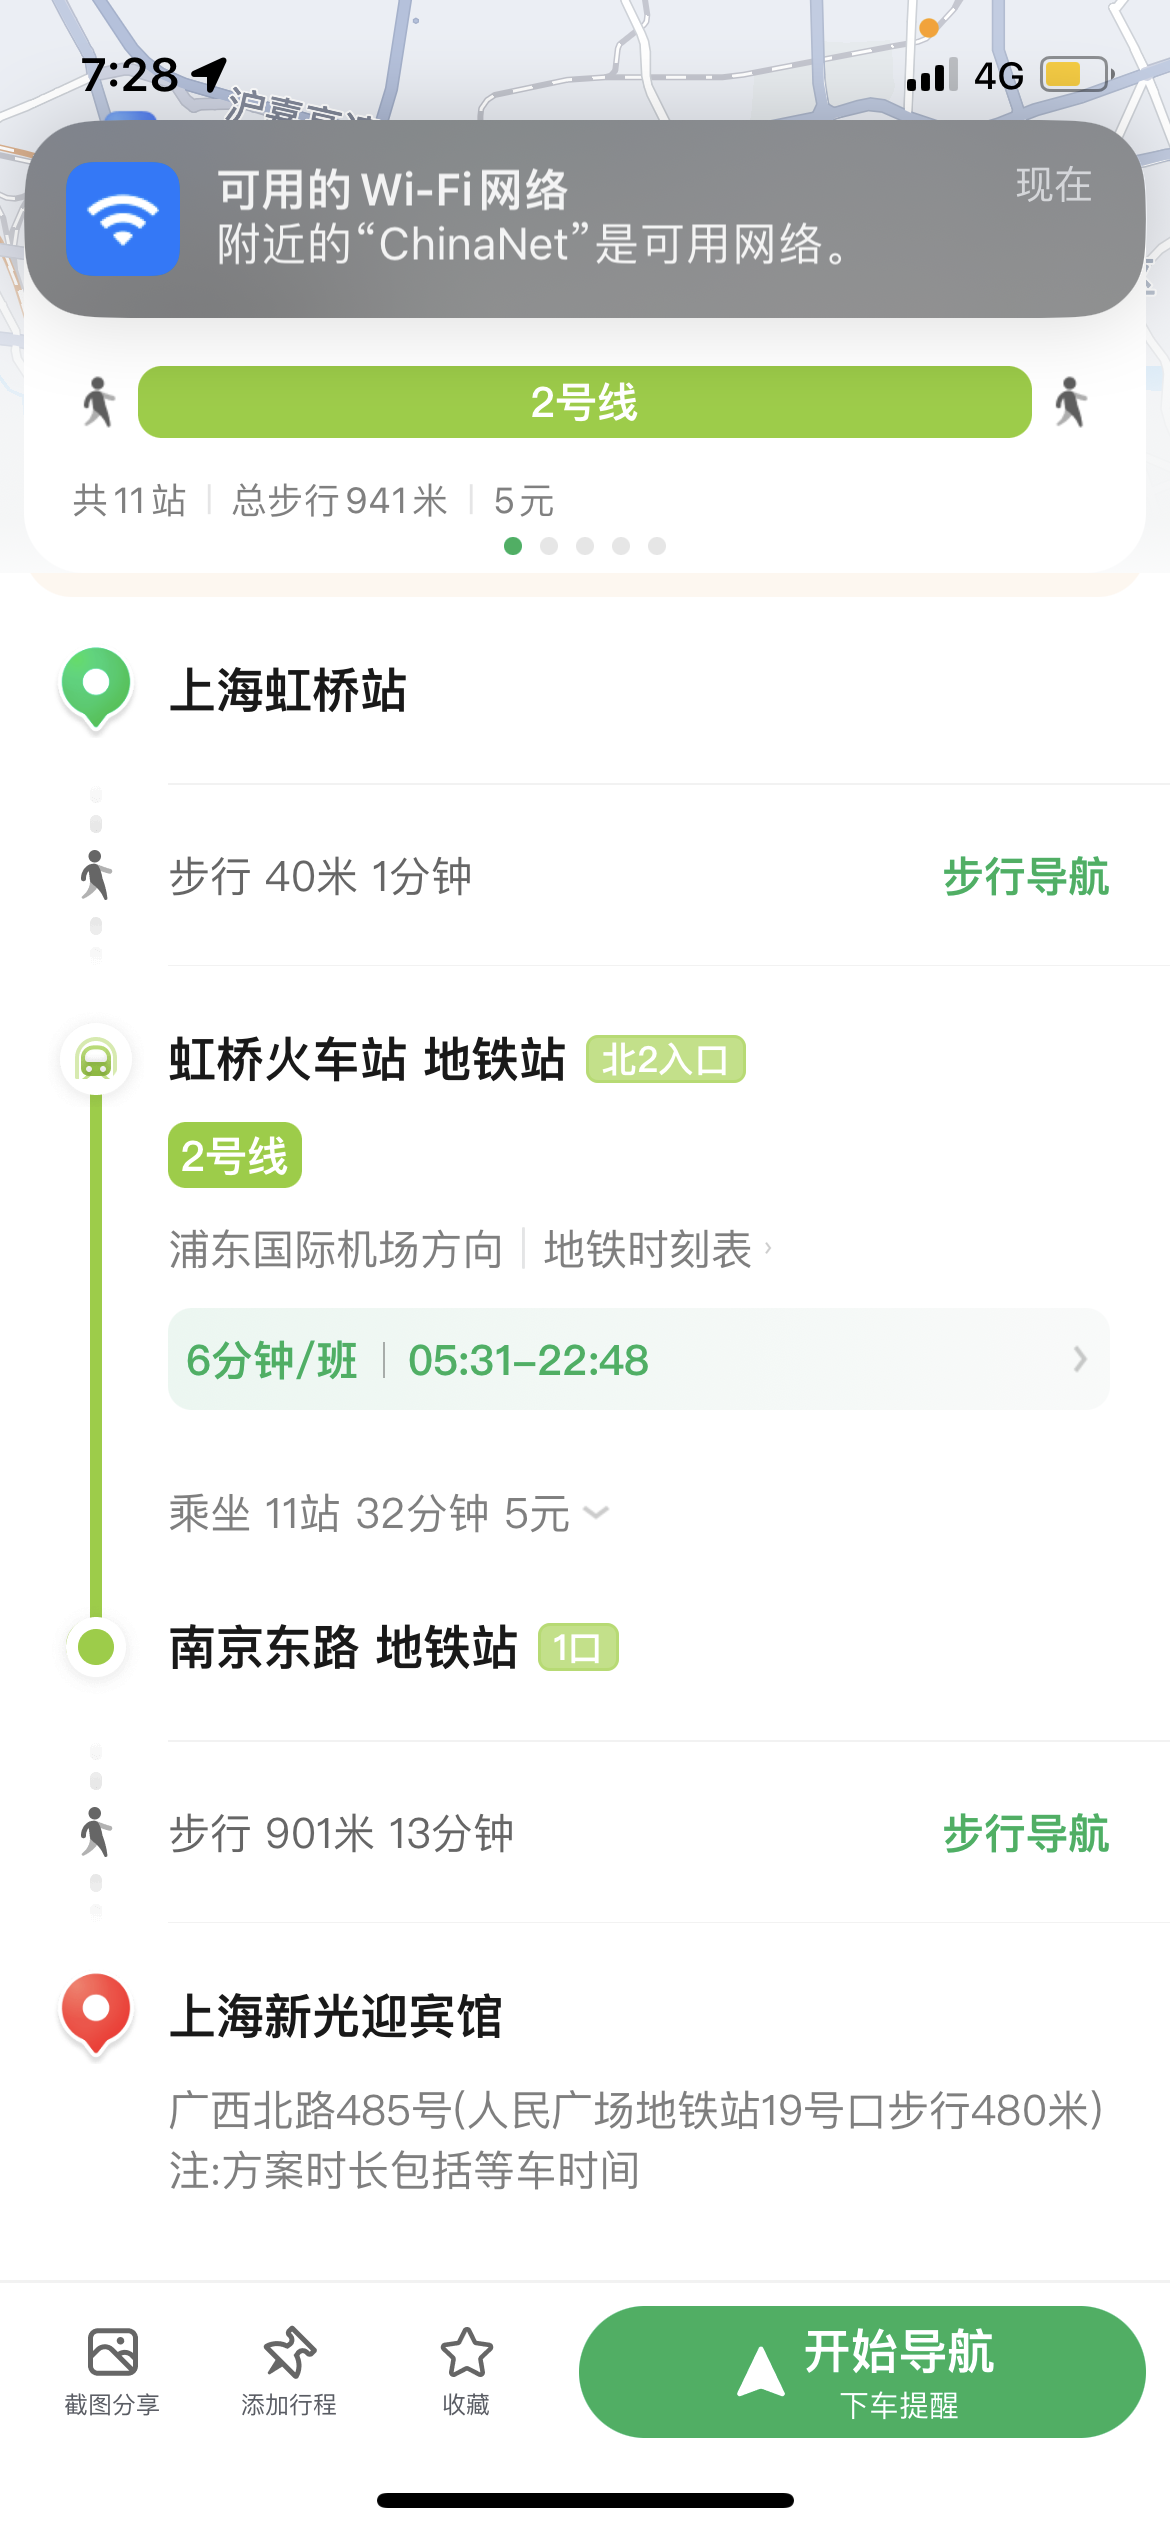 7:28
4G
可用的 Wi-Fi 网络
现在
附近的“ChinaNet”是可用网络。
2号线
共11站 | 总步行941米 | 5元
上海虹桥站
步行 40米 1分钟
步行导航
虹桥火车站 地铁站 北2入口
2号线
浦东国际机场方向 | 地铁时刻表 ›
6分钟/班 | 05:31–22:48
乘坐 11站 32分钟 5元
南京东路 地铁站 1口
步行 901米 13分钟
步行导航
上海新光迎宾馆
广西北路485号(人民广场地铁站19号口步行480米)
注:方案时长包括等车时间
截图分享
添加行程
收藏
开始导航
下车提醒